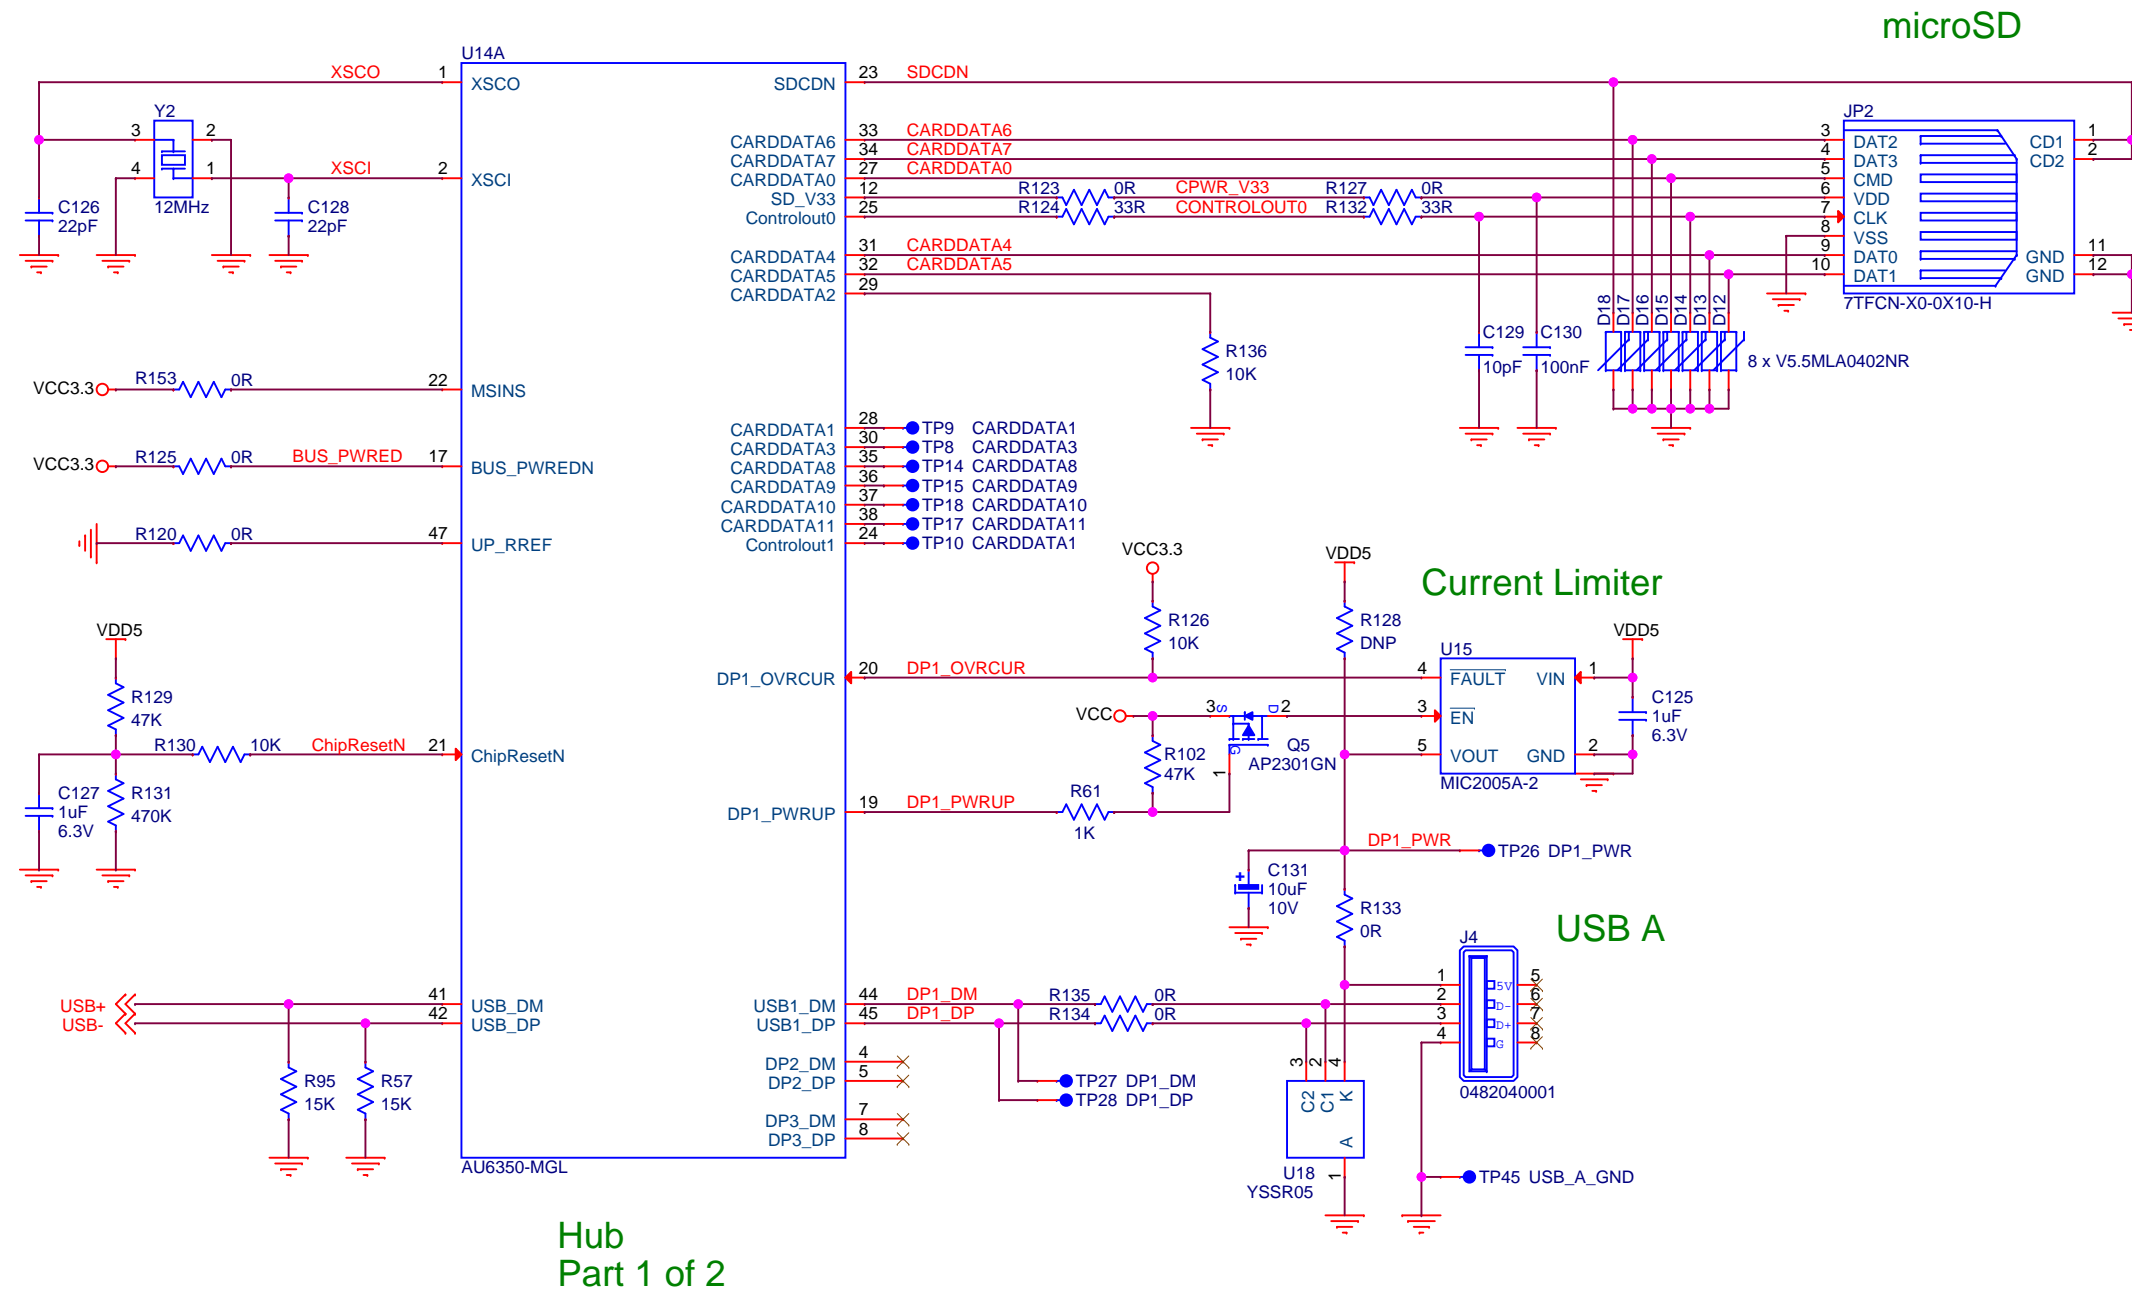 microSD
U14A
XSCO 1 XSCO
SDCDN 23 SDCDN
Y2
3 2
4 1
12MHz
XSCI 2 XSCI
C126
22pF
C128
22pF
CARDDATA6 33 CARDDATA6
CARDDATA7 34 CARDDATA7
CARDDATA0 27 CARDDATA0
SD_V33 12 R123 0R CPWR_V33 R127 0R
Controlout0 25 R124 33R CONTROLOUT0 R132 33R
CARDDATA4 31 CARDDATA4
CARDDATA5 32 CARDDATA5
CARDDATA2 29
JP2
3 DAT2 CD1 1
4 DAT3 CD2 2
5 CMD
6 VDD
7 CLK
8 VSS
9 DAT0 GND 11
10 DAT1 GND 12
7TFCN-X0-0X10-H
D18
D17
D16
D15
D14
D13
D12
8 x V5.5MLA0402NR
C129
10pF
C130
100nF
R136
10K
VCC3.3 R153 0R 22 MSINS
VCC3.3 R125 0R BUS_PWRED 17 BUS_PWREDN
R120 0R 47 UP_RREF
CARDDATA1 28 TP9 CARDDATA1
CARDDATA3 30 TP8 CARDDATA3
CARDDATA8 35 TP14 CARDDATA8
CARDDATA9 36 TP15 CARDDATA9
CARDDATA10 37 TP18 CARDDATA10
CARDDATA11 38 TP17 CARDDATA11
Controlout1 24 TP10 CARDDATA1
VCC3.3
R126
10K
VDD5
R128
DNP
Current Limiter
VDD5
U15
4 FAULT VIN 1
3 EN
5 VOUT GND 2
MIC2005A-2
C125
1uF
6.3V
DP1_OVRCUR 20 DP1_OVRCUR
VCC
3 S D 2
G
1
Q5
AP2301GN
R102
47K
DP1_PWRUP 19 DP1_PWRUP R61
1K
VDD5
R129
47K
R130 10K ChipResetN 21 ChipResetN
C127
1uF
6.3V
R131
470K
DP1_PWR TP26 DP1_PWR
C131
10uF
10V
+
R133
0R
USB A
J4
1 5V 5
2 D- 6
3 D+ 7
4 G 8
0482040001
USB+ 41 USB_DM
USB- 42 USB_DP
R95
15K
R57
15K
USB1_DM 44 DP1_DM R135 0R
USB1_DP 45 DP1_DP R134 0R
DP2_DM 4
DP2_DP 5
DP3_DM 7
DP3_DP 8
TP27 DP1_DM
TP28 DP1_DP
3 2 4
C2 C1 K
A
1
U18
YSSR05
TP45 USB_A_GND
AU6350-MGL
Hub
Part 1 of 2